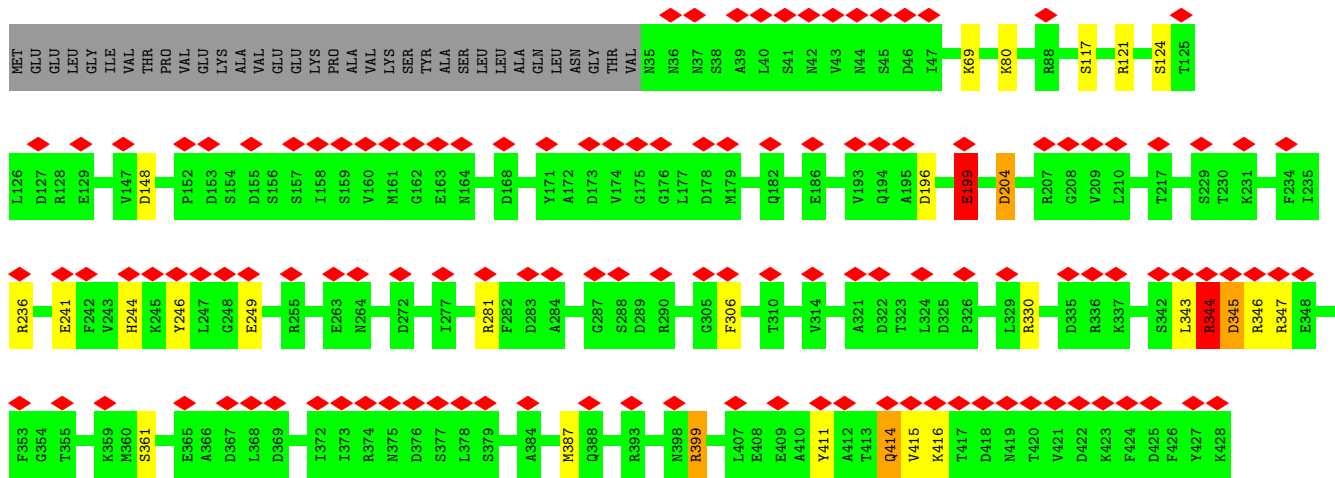 MET GLU GLU LEU GLY ILE VAL THR PRO VAL GLU LYS ALA VAL GLU GLU LYS PRO ALA VAL LYS SER TYR ALA SER LEU LEU ALA GLN LEU ASN GLY THR VAL N35 N36 N37 S38 A39 L40 S41 N42 V43 N44 S45 D46 I47 K69 K80 R88 S117 R121 S124 T125
L126 D127 R128 E129 V147 D148 P152 D153 S154 D155 S156 S157 I158 S159 V160 M161 G162 E163 N164 D168 Y171 A172 D173 V174 G175 G176 L177 D178 M179 Q182 E186 V193 Q194 A195 D196 E199 D204 R207 G208 V209 L210 T217 S229 T230 K231 F234 I235
R236 E241 F242 V243 H244 K245 Y246 L247 G248 E249 R255 E263 N264 D272 I277 R281 F282 D283 A284 G287 S288 D289 R290 G305 F306 T310 V314 A321 D322 T323 L324 D325 P326 L329 R330 D335 R336 K337 S342 L343 R344 D345 R346 R347 E348
F353 G354 T355 K359 M360 S361 E365 A366 D367 L368 D369 I372 I373 R374 N375 D376 S377 L378 S379 A384 M387 Q388 R393 N398 R399 L407 E408 E409 A410 Y411 A412 T413 Q414 V415 K416 T417 D418 N419 T420 V421 D422 K423 F424 D425 F426 Y427 K428